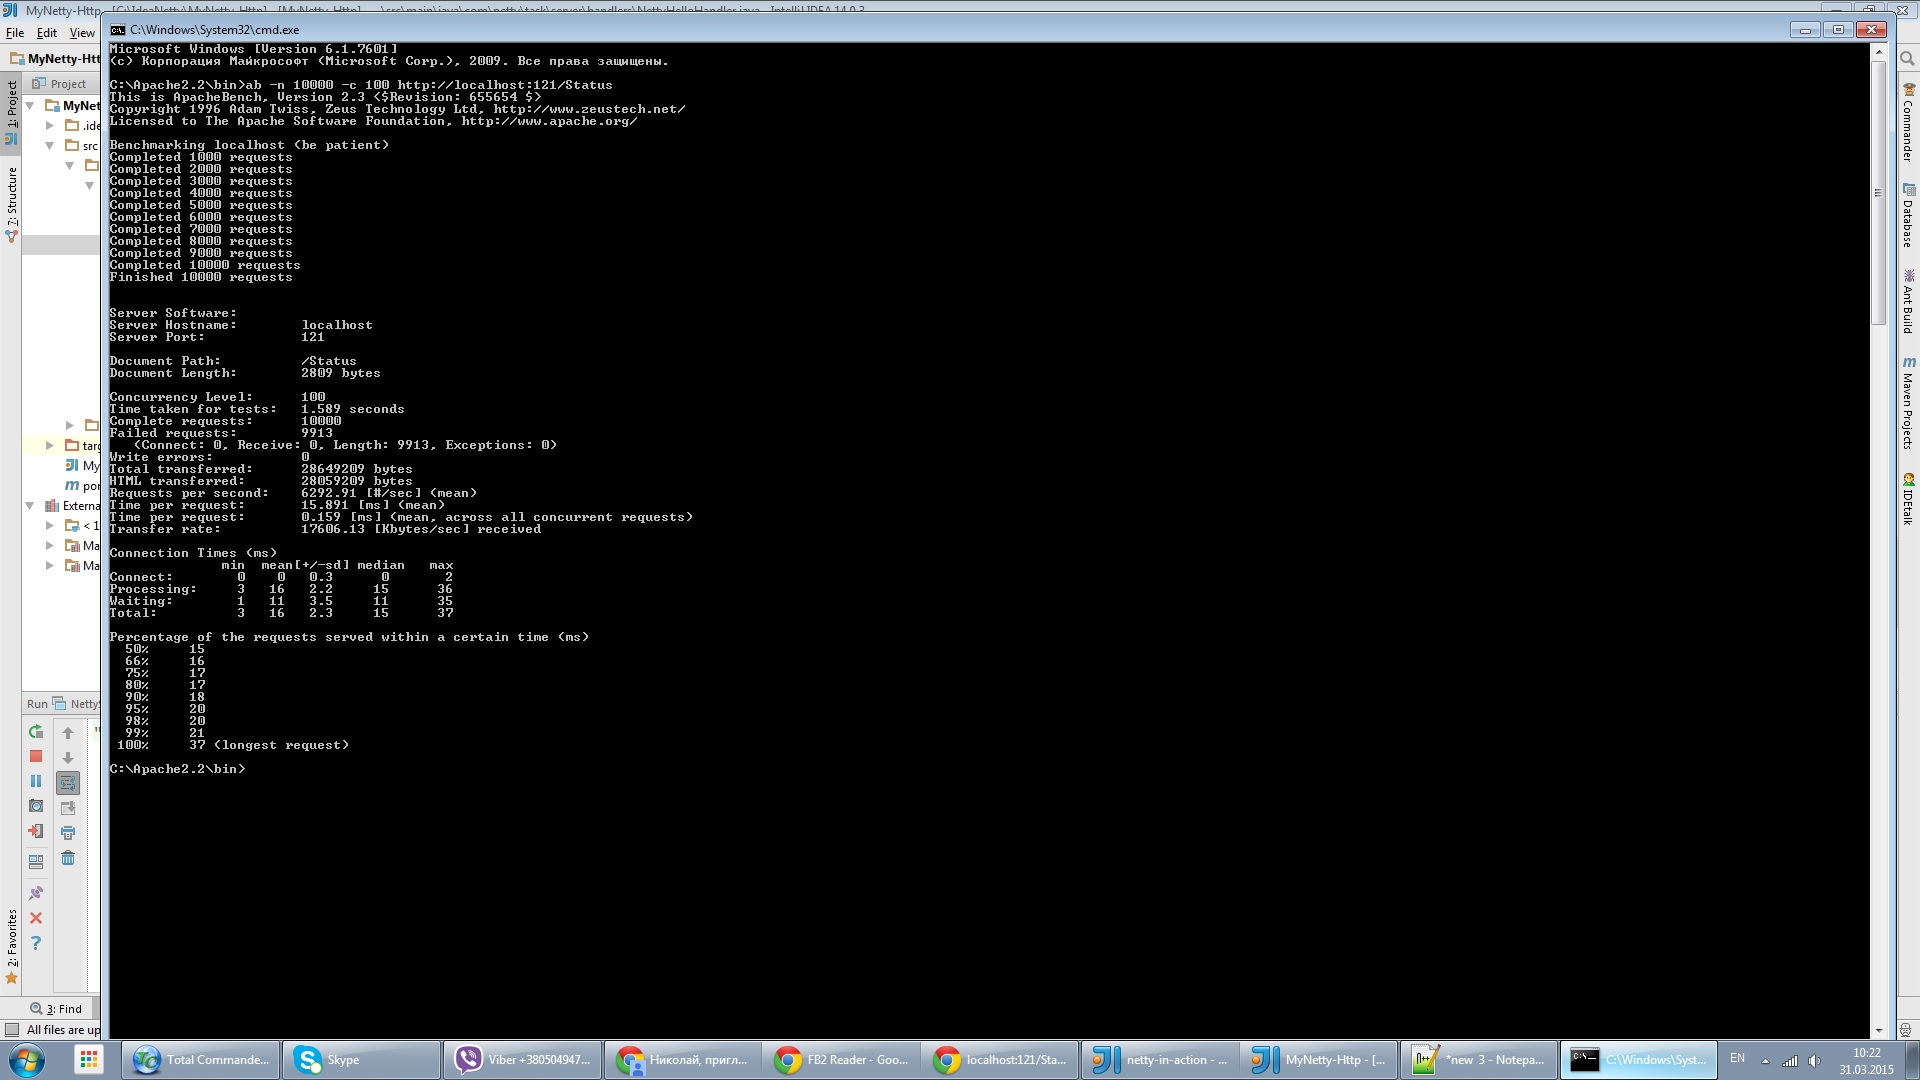 MyNetty-Http - [C:\IdeaNetty\MyNetty-Http] - [MyNetty-Http] - ...\src\main\java\com\netty\task\server\handlers\NettyHelloHandler.java - IntelliJ IDEA 14.0.3
File Edit View
C:\Windows\System32\cmd.exe
MyNetty-Htt
Project
1: Project
7: Structure
2: Favorites
MyNet
.ide
src
targ
My
por
Externa
< 1
Ma
Ma
Run Netty
3: Find
All files are up
Microsoft Windows [Version 6.1.7601]
(c) Корпорация Майкрософт (Microsoft Corp.), 2009. Все права защищены.
C:\Apache2.2\bin>ab -n 10000 -c 100 http://localhost:121/Status
This is ApacheBench, Version 2.3 <$Revision: 655654 $>
Copyright 1996 Adam Twiss, Zeus Technology Ltd, http://www.zeustech.net/
Licensed to The Apache Software Foundation, http://www.apache.org/
Benchmarking localhost (be patient)
Completed 1000 requests
Completed 2000 requests
Completed 3000 requests
Completed 4000 requests
Completed 5000 requests
Completed 6000 requests
Completed 7000 requests
Completed 8000 requests
Completed 9000 requests
Completed 10000 requests
Finished 10000 requests
Server Software:
Server Hostname: localhost
Server Port: 121
Document Path: /Status
Document Length: 2809 bytes
Concurrency Level: 100
Time taken for tests: 1.589 seconds
Complete requests: 10000
Failed requests: 9913
(Connect: 0, Receive: 0, Length: 9913, Exceptions: 0)
Write errors: 0
Total transferred: 28649209 bytes
HTML transferred: 28059209 bytes
Requests per second: 6292.91 [#/sec] (mean)
Time per request: 15.891 [ms] (mean)
Time per request: 0.159 [ms] (mean, across all concurrent requests)
Transfer rate: 17606.13 [Kbytes/sec] received
Connection Times (ms)
min mean[+/-sd] median max
Connect: 0 0 0.3 0 2
Processing: 3 16 2.2 15 36
Waiting: 1 11 3.5 11 35
Total: 3 16 2.3 15 37
Percentage of the requests served within a certain time (ms)
50% 15
66% 16
75% 17
80% 17
90% 18
95% 20
98% 20
99% 21
100% 37 (longest request)
C:\Apache2.2\bin>
Commander
Database
Ant Build
Maven Projects
IDEtalk
Total Commande...
Skype
Viber +380504947...
Николай, пригл...
FB2 Reader - Goo...
localhost:121/Sta...
netty-in-action - ...
MyNetty-Http - [...
*new 3 - Notepa...
C:\Windows\Syst...
EN
10:22
31.03.2015